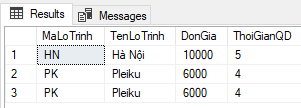 Results Messages
MaLoTrinh TenLoTrinh DonGia ThoiGianQD
1 HN Hà Nội 10000 5
2 PK Pleiku 6000 4
3 PK Pleiku 6000 4